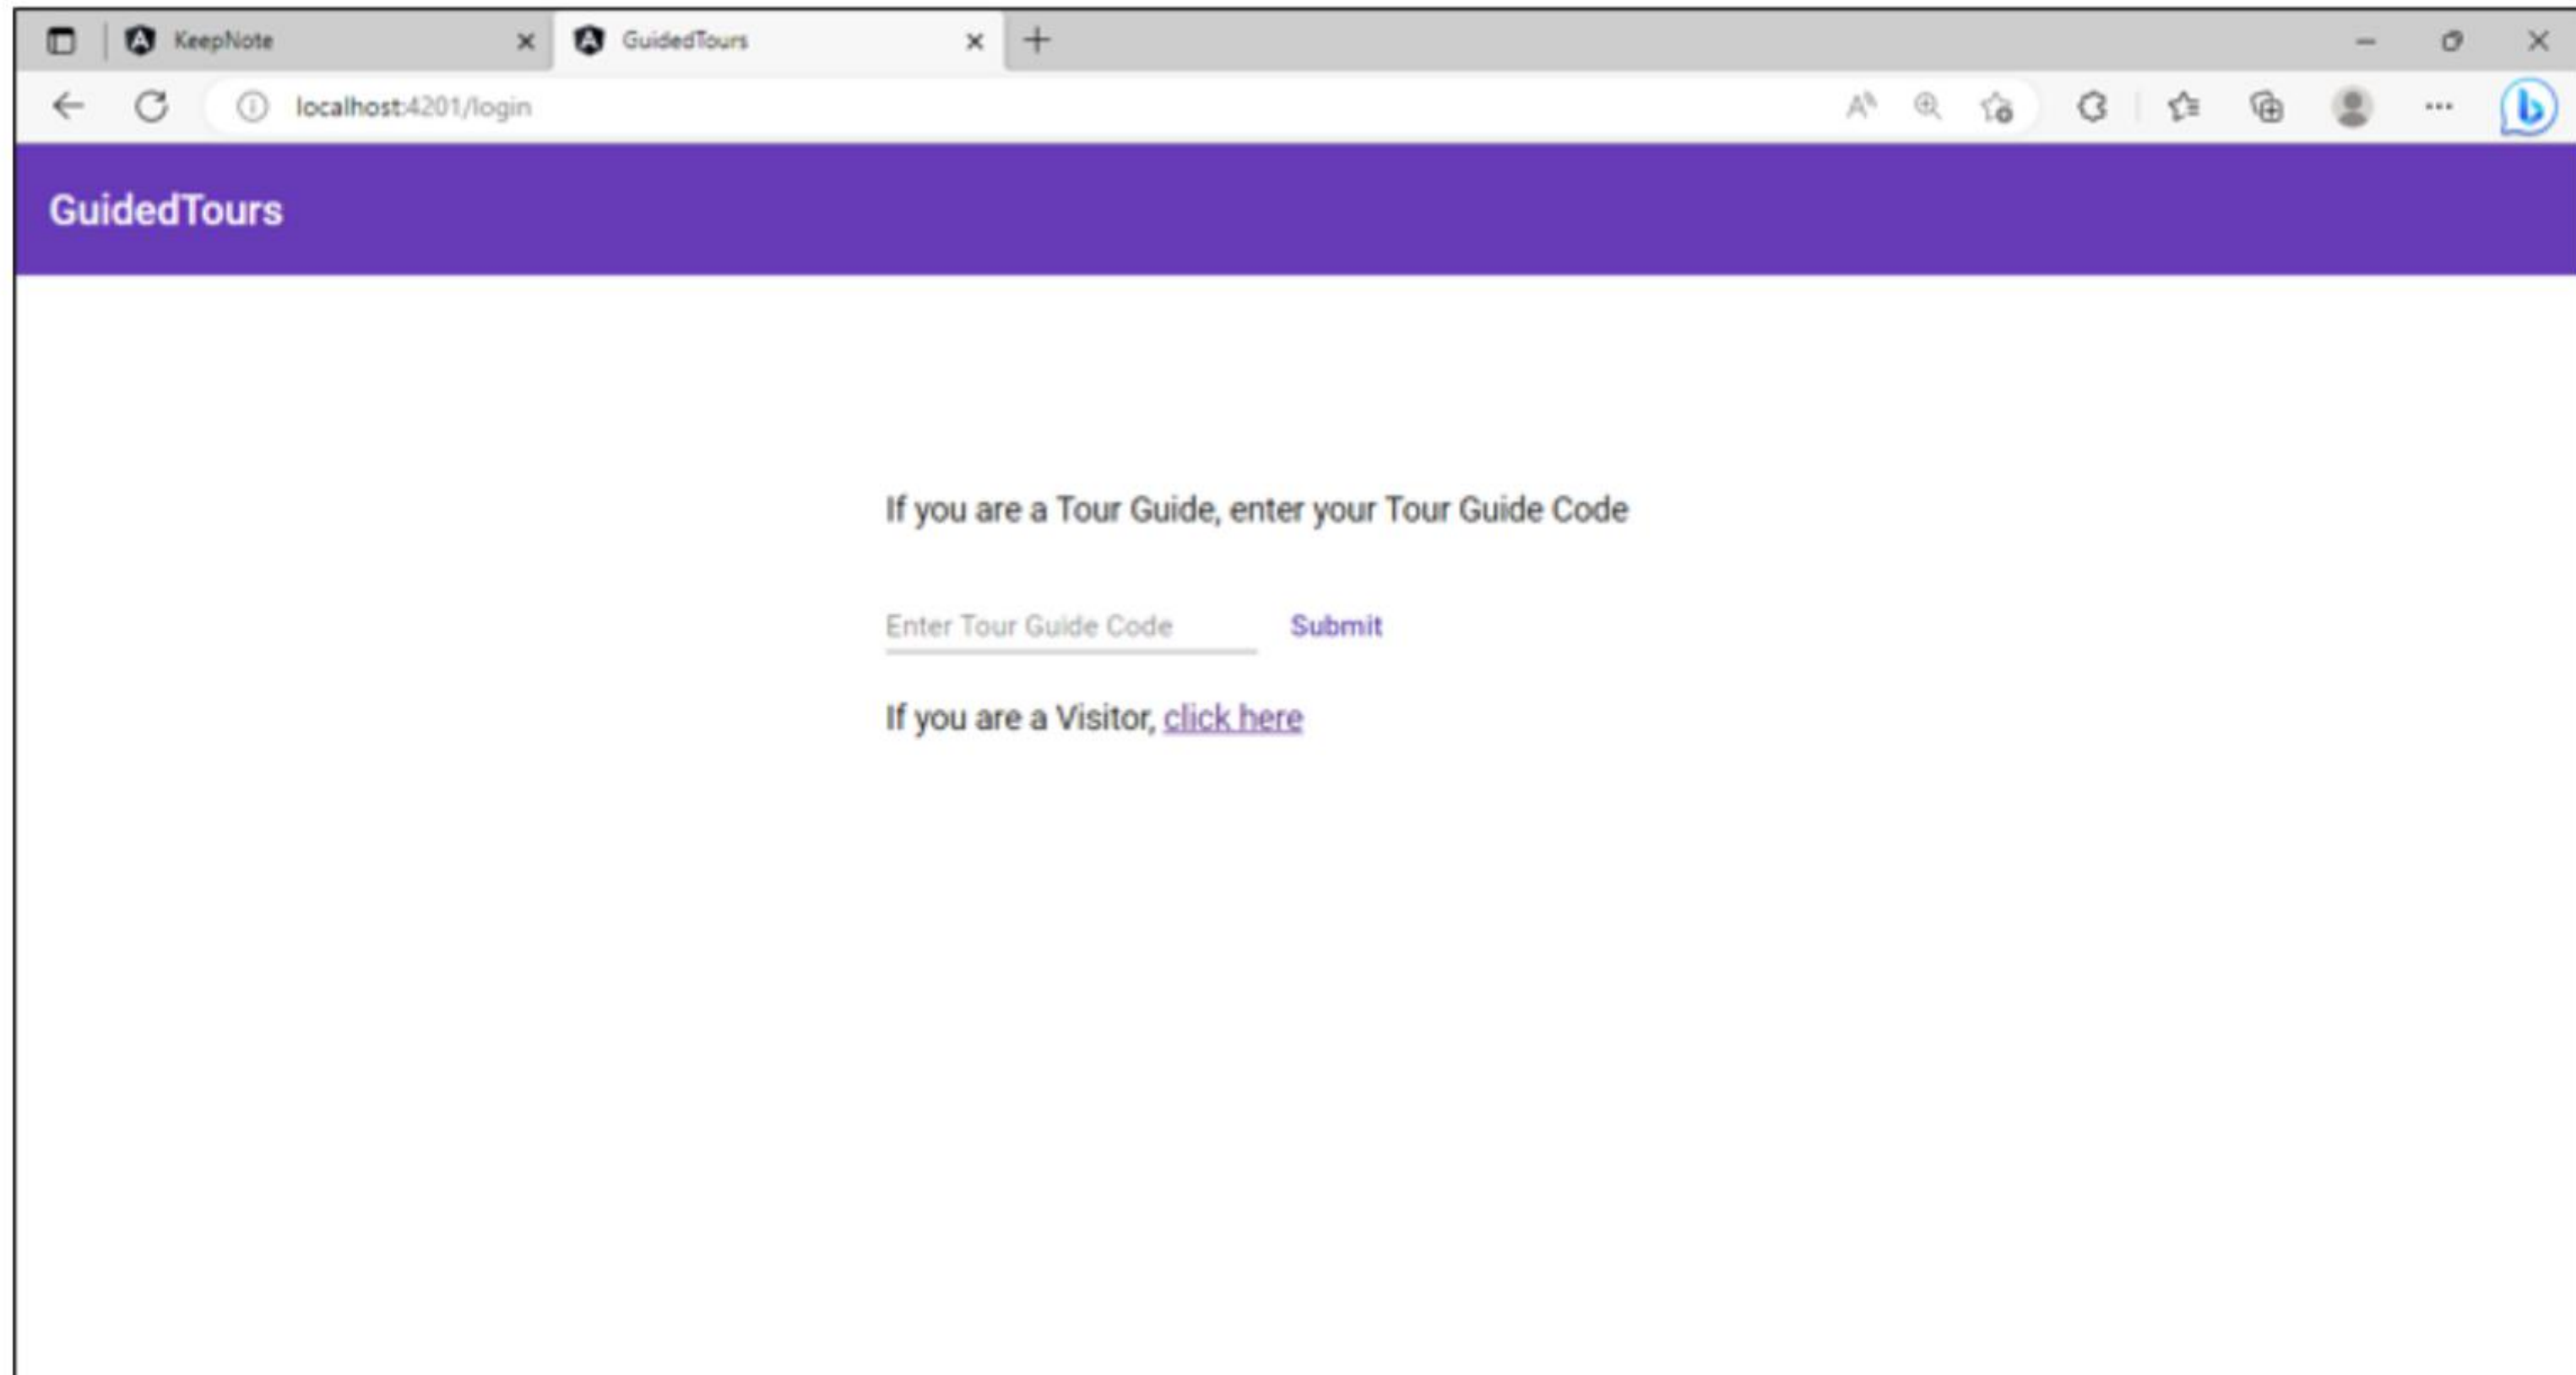 KeepNote
GuidedTours
localhost:4201/login
GuidedTours
If you are a Tour Guide, enter your Tour Guide Code
Enter Tour Guide Code Submit
If you are a Visitor, click here